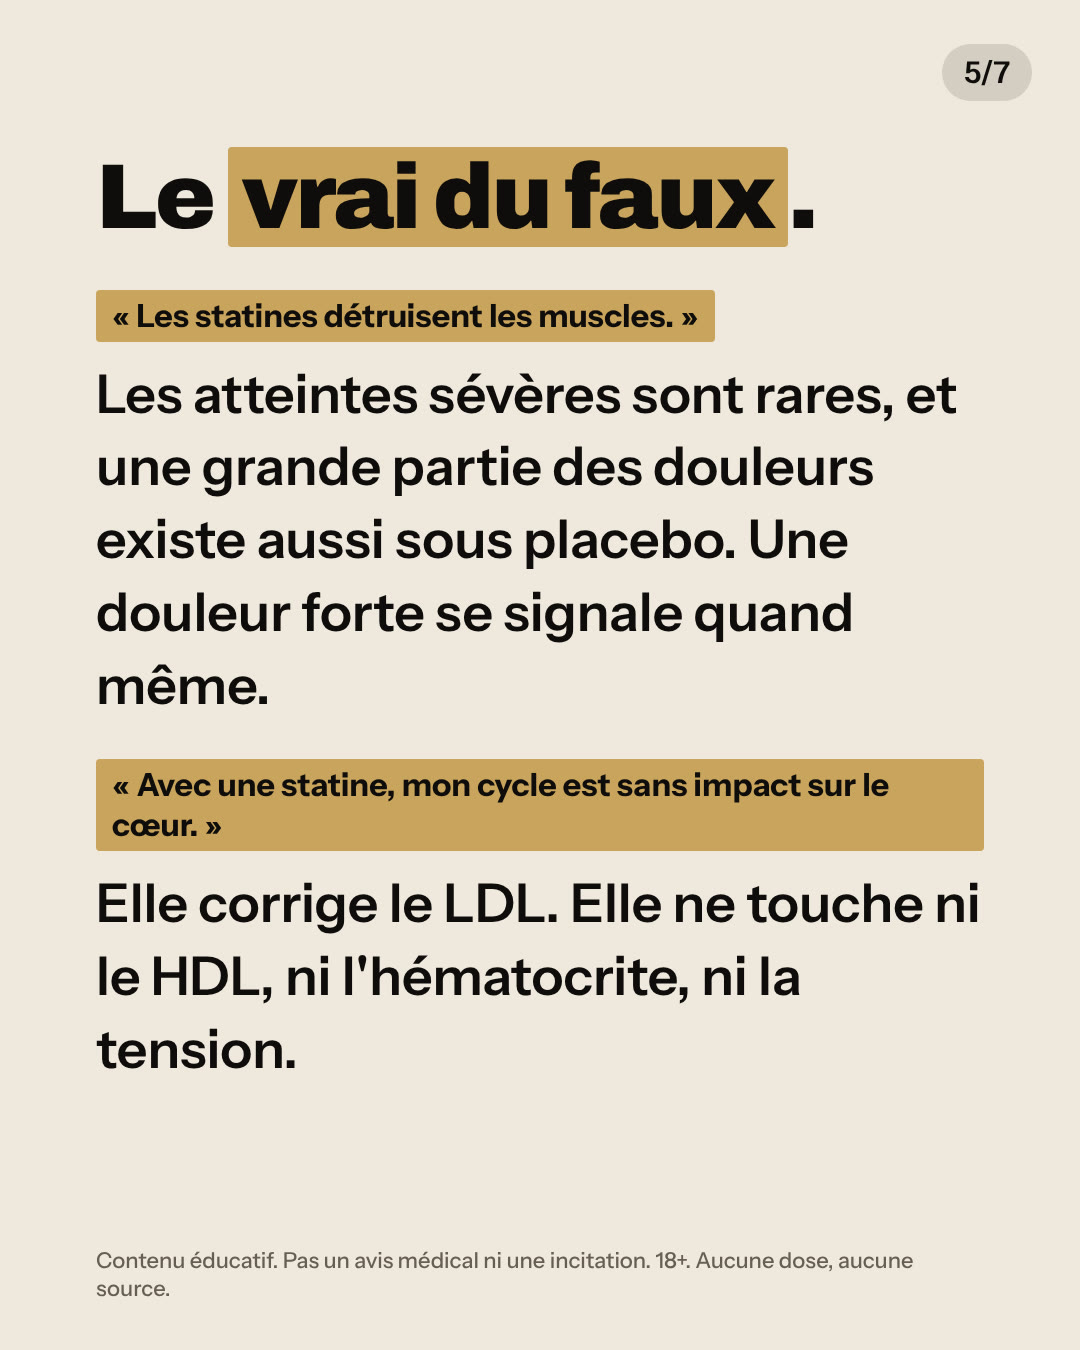 5/7
Le vrai du faux.
« Les statines détruisent les muscles. »
Les atteintes sévères sont rares, et
une grande partie des douleurs
existe aussi sous placebo. Une
douleur forte se signale quand
même.
« Avec une statine, mon cycle est sans impact sur le
cœur. »
Elle corrige le LDL. Elle ne touche ni
le HDL, ni l'hématocrite, ni la
tension.
Contenu éducatif. Pas un avis médical ni une incitation. 18+. Aucune dose, aucune
source.